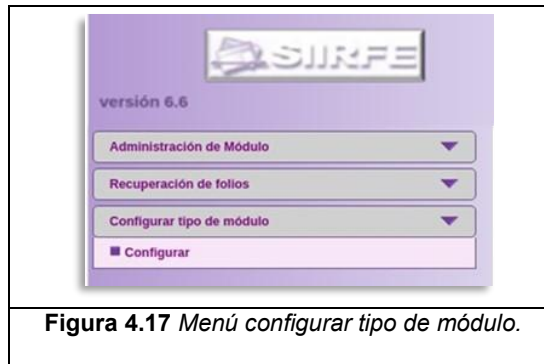 SIIRFE
versión 6.6
Administración de Módulo
Recuperación de folios
Configurar tipo de módulo
Configurar
Figura 4.17 Menú configurar tipo de módulo.